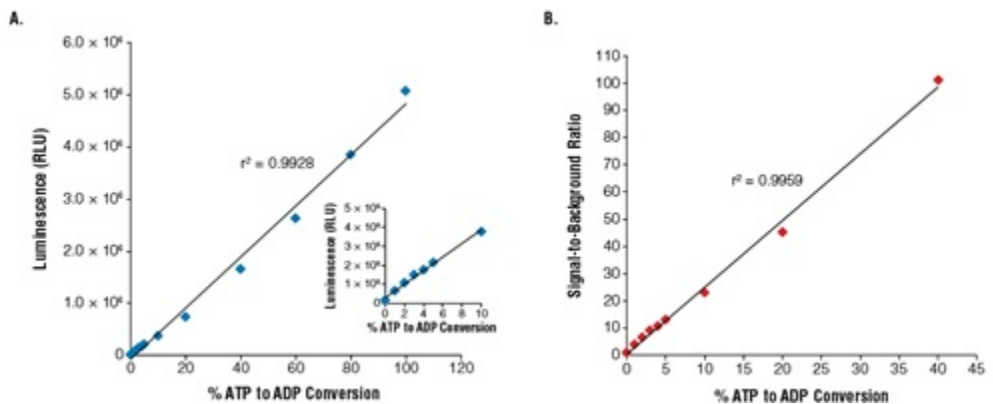 A.
6.0 × 10⁶
5.0 × 10⁶
4.0 × 10⁶
3.0 × 10⁶
2.0 × 10⁶
1.0 × 10⁶
0
Luminescence (RLU)
r² = 0.9928
0 20 40 60 80 100 120
% ATP to ADP Conversion
Luminescence (RLU)
0
0 2 4 6 8 10
% ATP to ADP Conversion
B.
110
100
90
80
70
60
50
40
30
20
10
0
Signal-to-Background Ratio
r² = 0.9959
0 5 10 15 20 25 30 35 40 45
% ATP to ADP Conversion